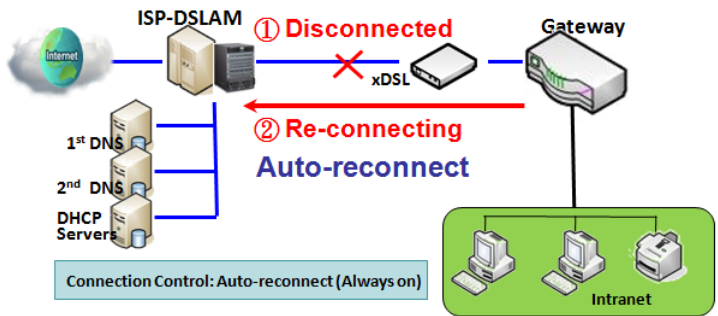 ISP-DSLAM
① Disconnected
Gateway
Internet
xDSL
② Re-connecting
1st DNS
Auto-reconnect
2nd DNS
DHCP
Servers
Connection Control: Auto-reconnect (Always on)
Intranet